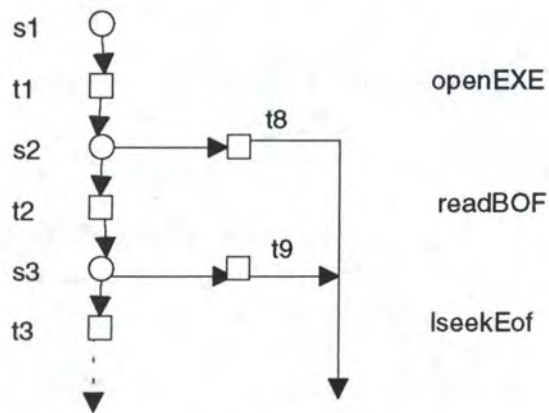 s1
t1 openEXE
t8
s2
t2 readBOF
t9
s3
t3 lseekEof